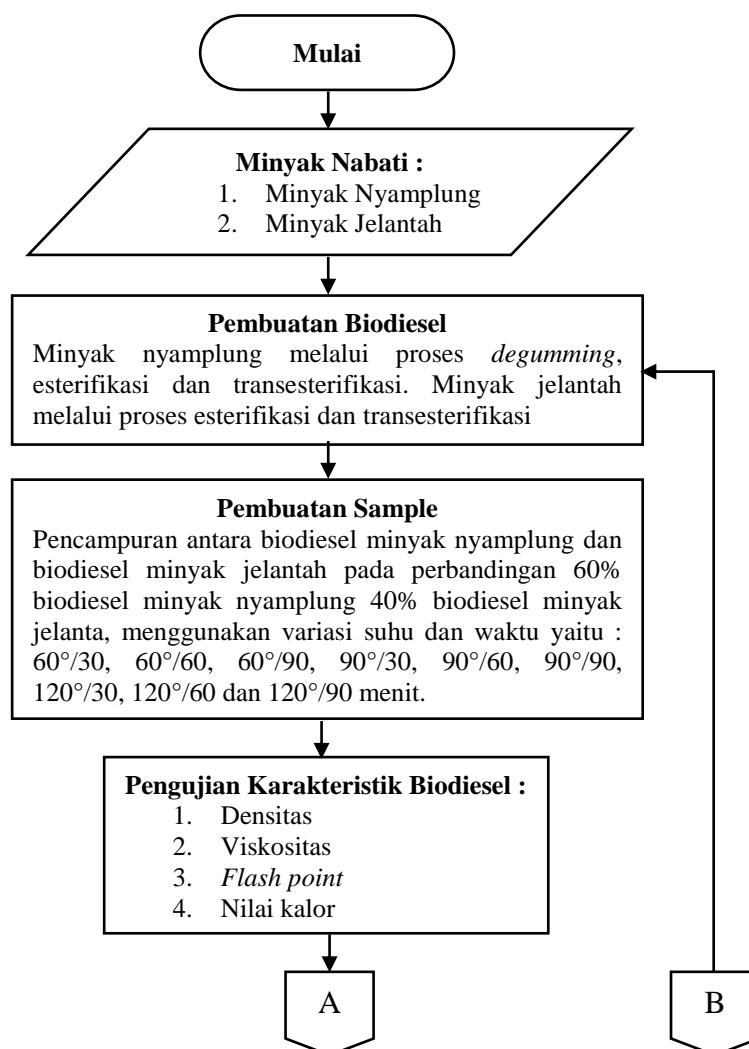 Mulai
Minyak Nabati :
1. Minyak Nyamplung
2. Minyak Jelantah
Pembuatan Biodiesel
Minyak nyamplung melalui proses degumming,
esterifikasi dan transesterifikasi. Minyak jelantah
melalui proses esterifikasi dan transesterifikasi
Pembuatan Sample
Pencampuran antara biodiesel minyak nyamplung dan
biodiesel minyak jelantah pada perbandingan 60%
biodiesel minyak nyamplung 40% biodiesel minyak
jelanta, menggunakan variasi suhu dan waktu yaitu :
60°/30, 60°/60, 60°/90, 90°/30, 90°/60, 90°/90,
120°/30, 120°/60 dan 120°/90 menit.
Pengujian Karakteristik Biodiesel :
1. Densitas
2. Viskositas
3. Flash point
4. Nilai kalor
A
B